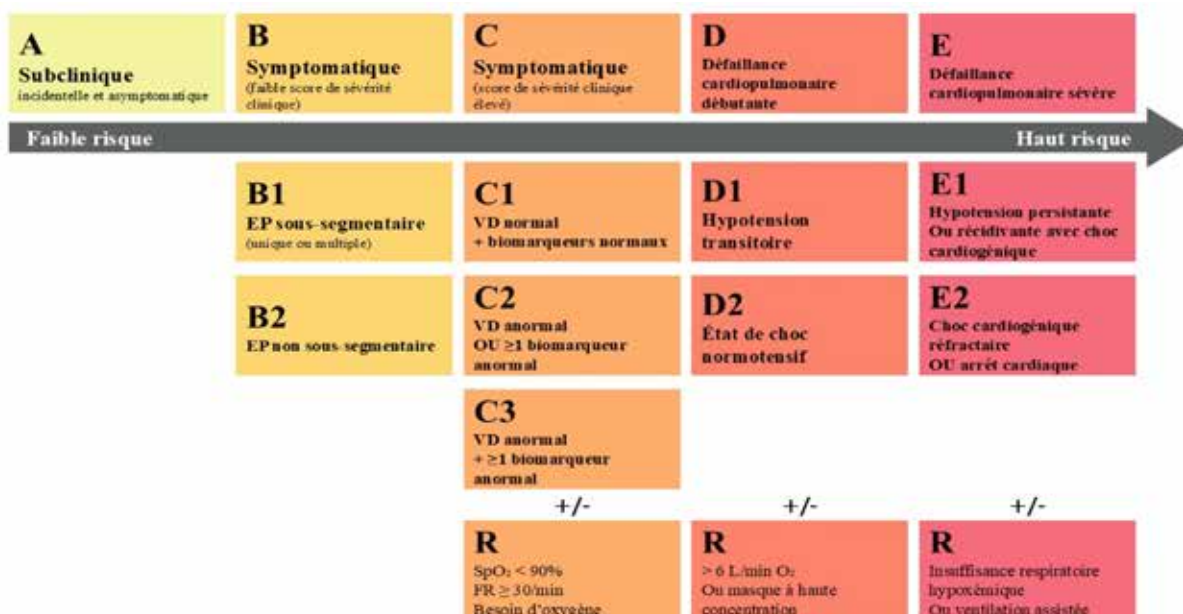 A
Subclinique
incidentelle et asymptomatique
B
Symptomatique
(faible score de sévérité
clinique)
C
Symptomatique
(score de sévérité clinique
élevé)
D
Défaillance
cardiopulmonaire
débutante
E
Défaillance
cardiopulmonaire sévère
Faible risque
Haut risque
B1
EP sous-segmentaire
(unique ou multiple)
C1
VD normal
+ biomarqueurs normaux
D1
Hypotension
transitoire
E1
Hypotension persistante
Ou récidivante avec choc
cardiogénique
B2
EP non sous-segmentaire
C2
VD anormal
OU ≥1 biomarqueur
anormal
D2
État de choc
normotensif
E2
Choc cardiogénique
réfractaire
OU arrêt cardiaque
C3
VD anormal
+ ≥1 biomarqueur
anormal
+/-
+/-
+/-
R
SpO₂ < 90%
FR ≥ 30/min
Besoin d'oxygène
R
> 6 L/min O₂
Ou masque à haute
concentration
R
Insuffisance respiratoire
hypoxémique
Ou ventilation assistée